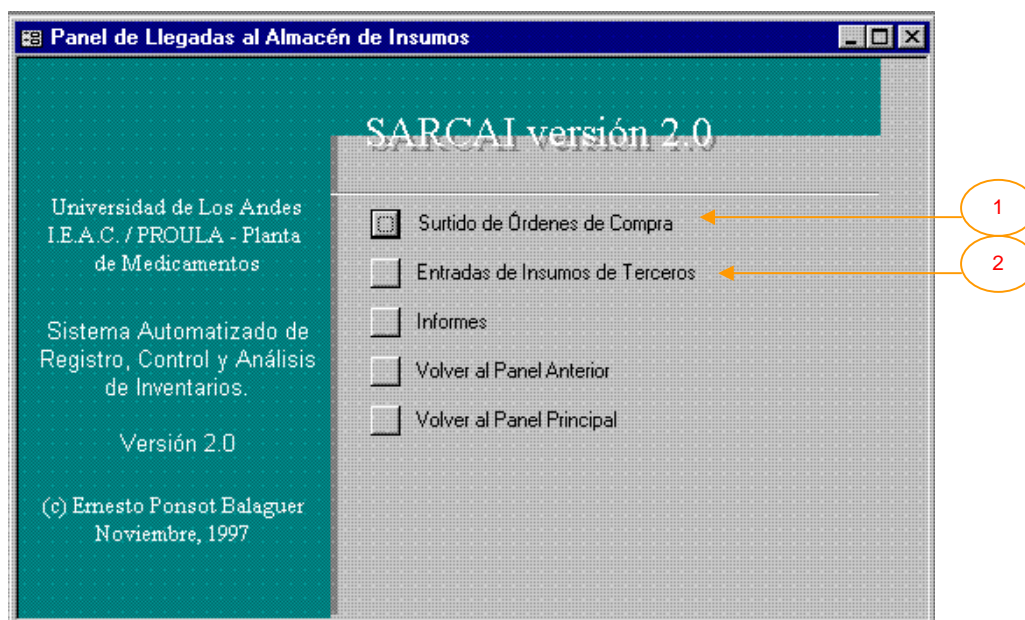 Panel de Llegadas al Almacén de Insumos
SARCAI versión 2.0
Universidad de Los Andes
I.E.A.C. / PROULA - Planta
de Medicamentos
Sistema Automatizado de
Registro, Control y Análisis
de Inventarios.
Versión 2.0
(c) Ernesto Ponsot Balaguer
Noviembre, 1997
Surtido de Órdenes de Compra
Entradas de Insumos de Terceros
Informes
Volver al Panel Anterior
Volver al Panel Principal
1
2